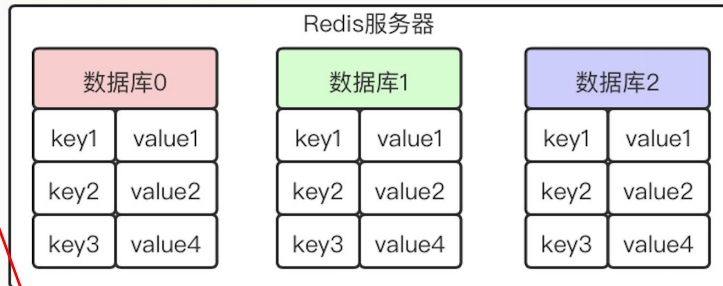 Redis服务器
数据库0 数据库1 数据库2
key1 value1 key1 value1 key1 value1
key2 value2 key2 value2 key2 value2
key3 value4 key3 value4 key3 value4